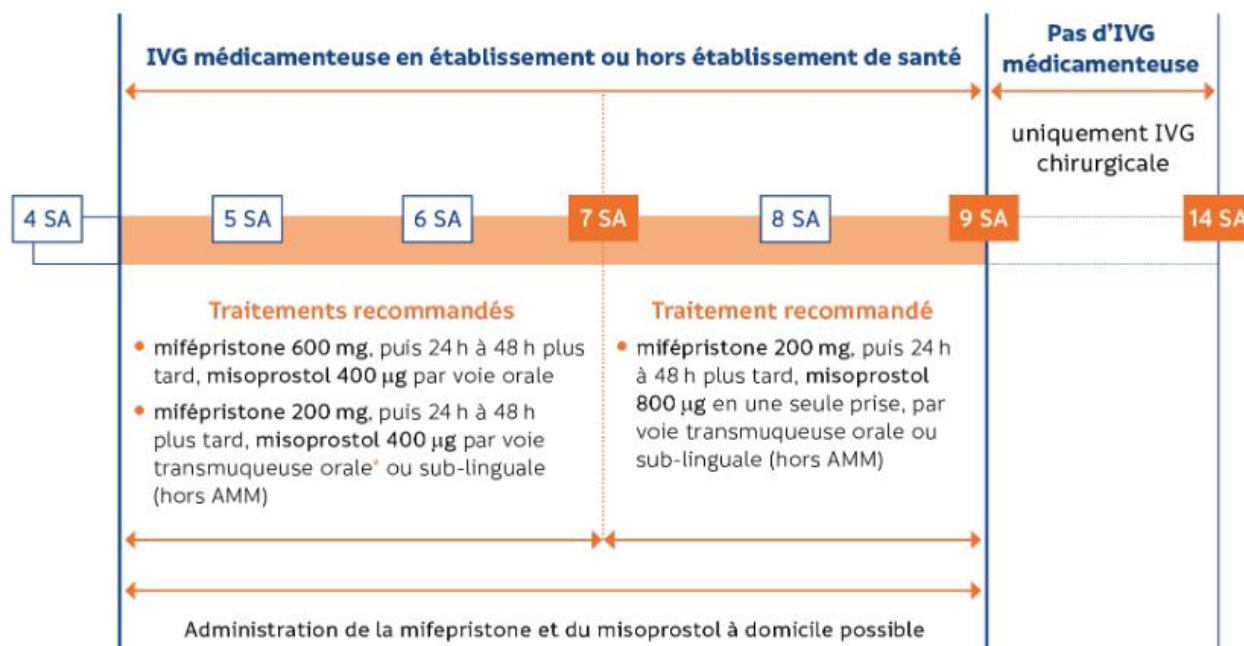 IVG médicamenteuse en établissement ou hors établissement de santé
Pas d'IVG
médicamenteuse
uniquement IVG
chirurgicale
4 SA
5 SA
6 SA
7 SA
8 SA
9 SA
14 SA
Traitements recommandés
• mifépristone 600 mg, puis 24 h à 48 h plus
tard, misoprostol 400 µg par voie orale
• mifépristone 200 mg, puis 24 h à 48 h
plus tard, misoprostol 400 µg par voie
transmuqueuse orale* ou sub-linguale
(hors AMM)
Traitement recommandé
• mifépristone 200 mg, puis 24 h
à 48 h plus tard, misoprostol
800 µg en une seule prise, par
voie transmuqueuse orale ou
sub-linguale (hors AMM)
Administration de la mifepristone et du misoprostol à domicile possible